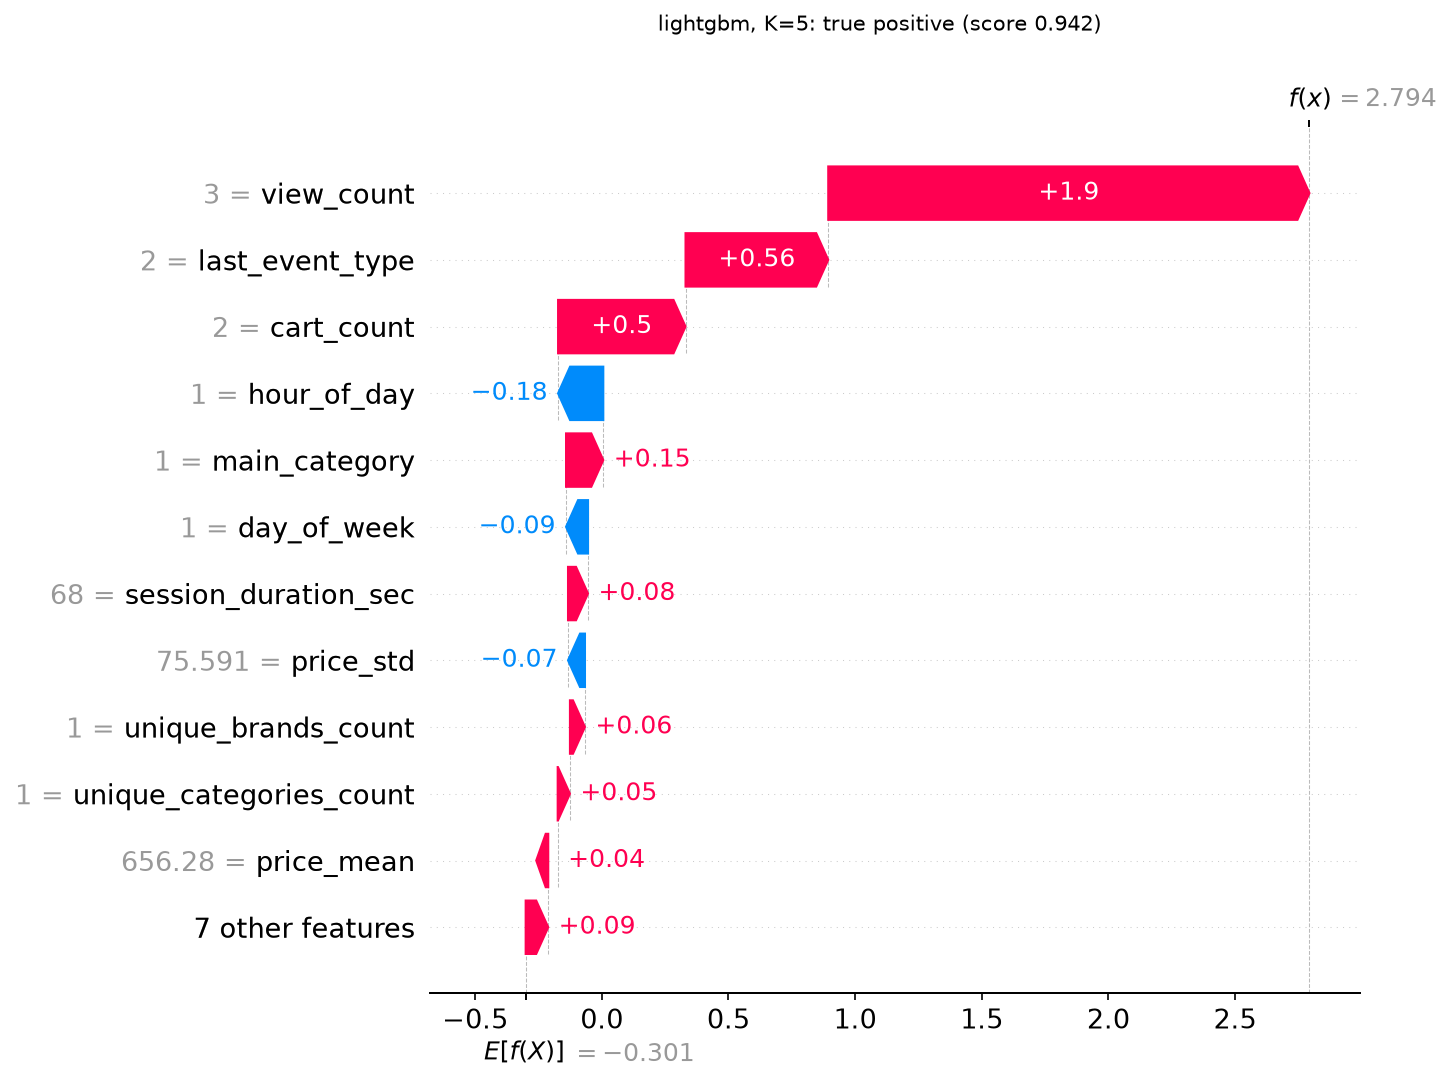 lightgbm, K=5: true positive (score 0.942)
f(x) = 2.794
3 = view_count +1.9
2 = last_event_type +0.56
2 = cart_count +0.5
1 = hour_of_day −0.18
1 = main_category +0.15
1 = day_of_week −0.09
68 = session_duration_sec +0.08
75.591 = price_std −0.07
1 = unique_brands_count +0.06
1 = unique_categories_count +0.05
656.28 = price_mean +0.04
7 other features +0.09
−0.5 0.0 0.5 1.0 1.5 2.0 2.5
E[f(X)] = −0.301